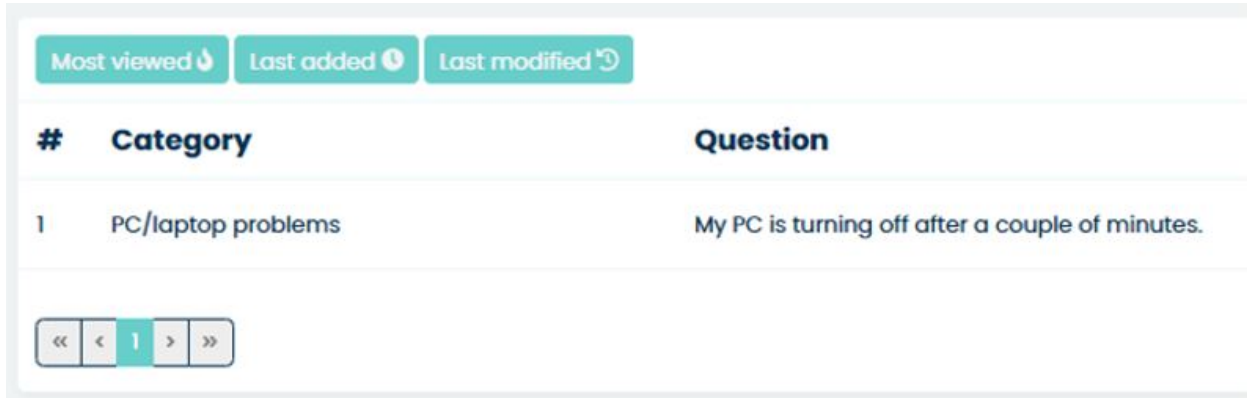 Most viewed Last added Last modified
# Category Question
1 PC/laptop problems My PC is turning off after a couple of minutes.
« ‹ 1 › »